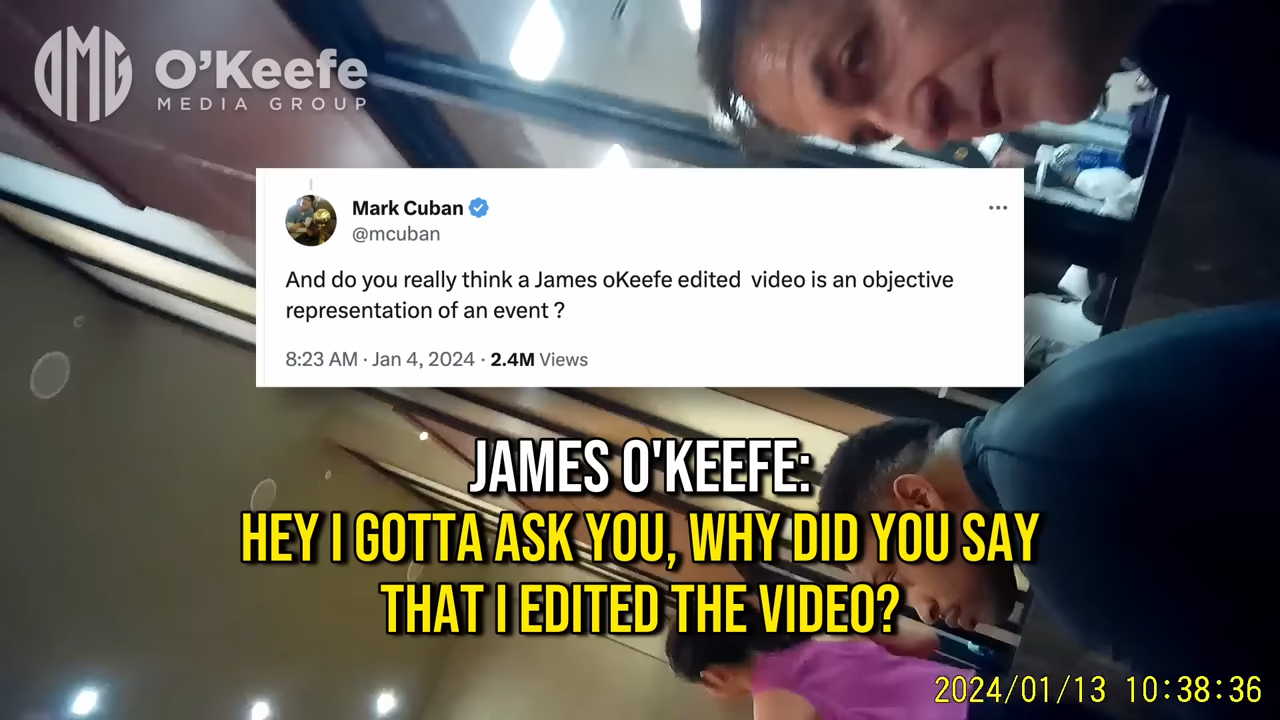 OMG O'Keefe
MEDIA GROUP
Mark Cuban
@mcuban
And do you really think a James oKeefe edited  video is an objective
representation of an event ?
8:23 AM · Jan 4, 2024 · 2.4M Views
JAMES O'KEEFE:
HEY I GOTTA ASK YOU, WHY DID YOU SAY
THAT I EDITED THE VIDEO?
2024/01/13 10:38:36